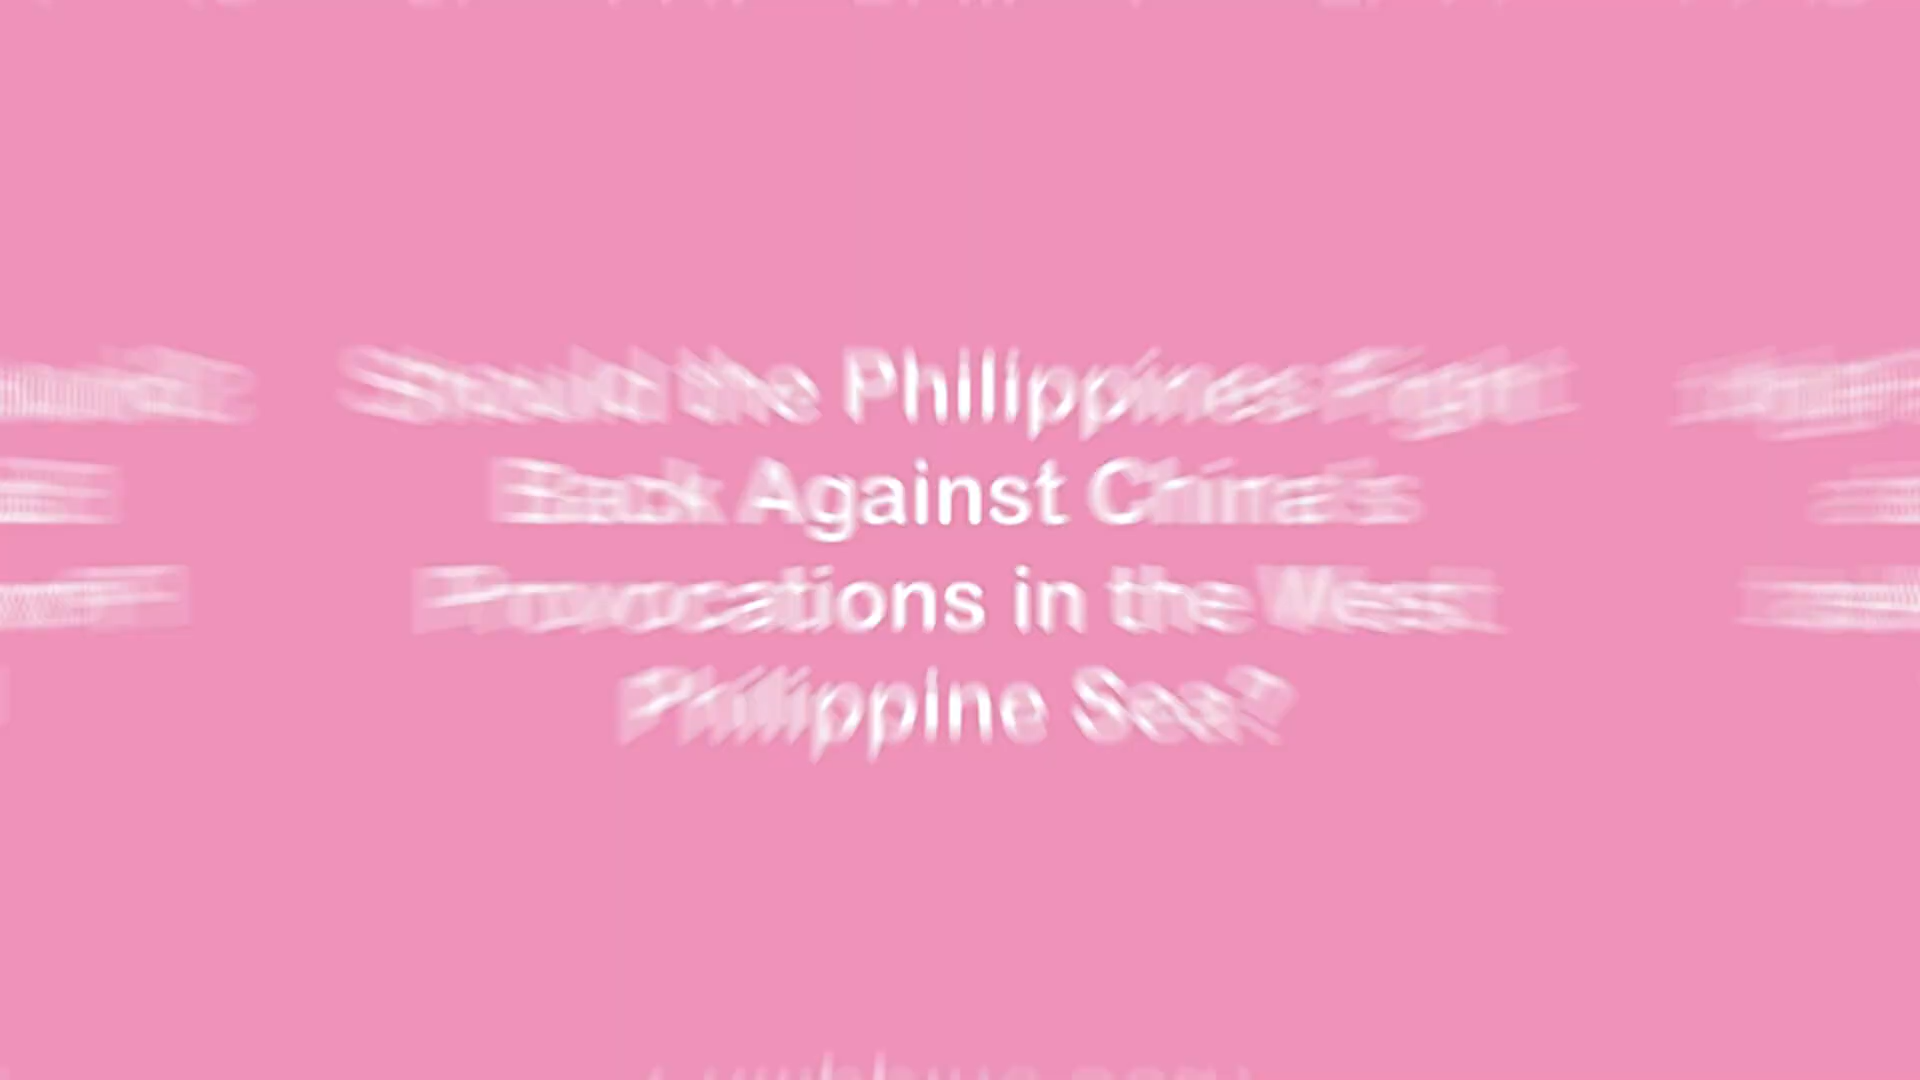 Should the Philippines Fight
Back Against China's
Provocations in the West
Philippine Sea?